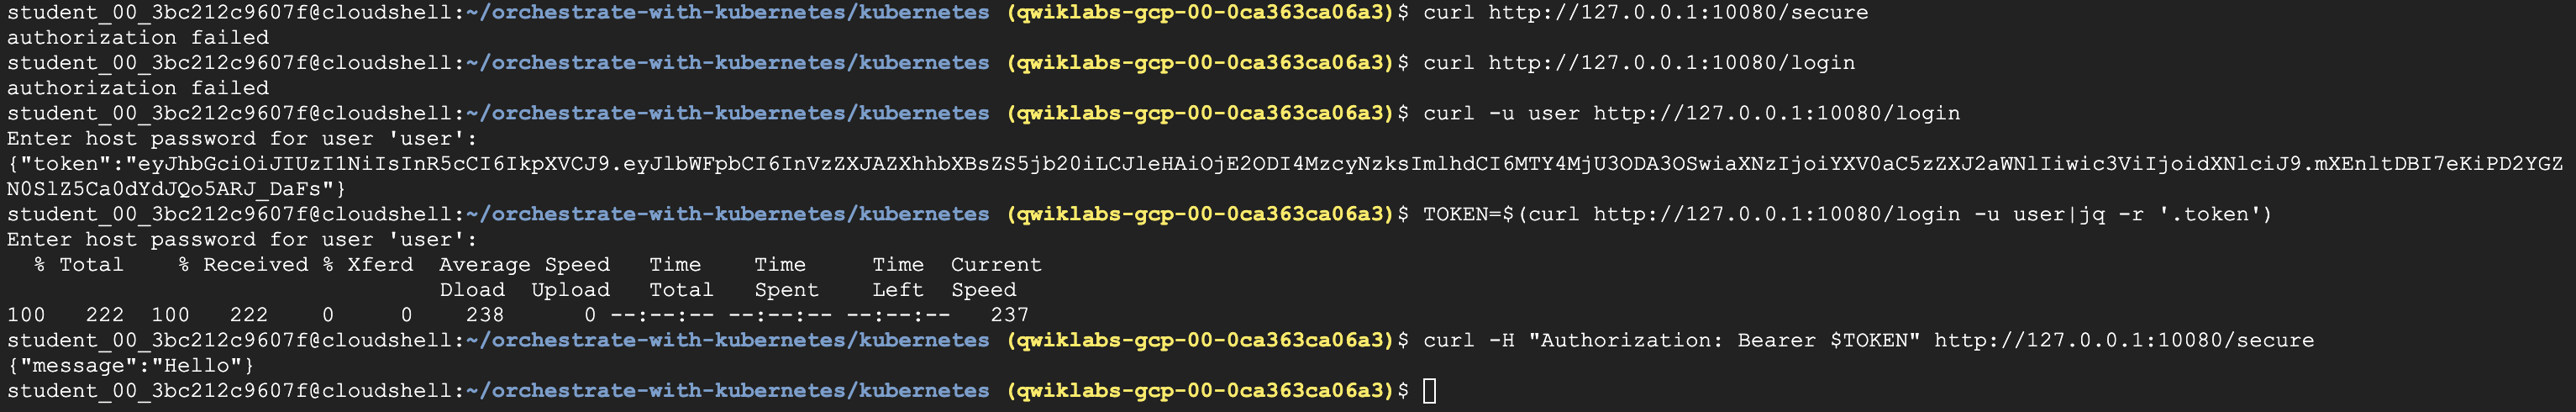 student_00_3bc212c9607f@cloudshell:~/orchestrate-with-kubernetes/kubernetes (qwiklabs-gcp-00-0ca363ca06a3)$ curl http://127.0.0.1:10080/secure
authorization failed
student_00_3bc212c9607f@cloudshell:~/orchestrate-with-kubernetes/kubernetes (qwiklabs-gcp-00-0ca363ca06a3)$ curl http://127.0.0.1:10080/login
authorization failed
student_00_3bc212c9607f@cloudshell:~/orchestrate-with-kubernetes/kubernetes (qwiklabs-gcp-00-0ca363ca06a3)$ curl -u user http://127.0.0.1:10080/login
Enter host password for user 'user':
{"token":"eyJhbGciOiJIUzI1NiIsInR5cCI6IkpXVCJ9.eyJlbWFpbCI6InVzZXJAZXhhbXBsZS5jb20iLCJleHAiOjE2ODI4MzcyNzksImlhdCI6MTY4MjU3ODA3OSwiaXNzIjoiYXV0aC5zZXJ2aWNlIiwic3ViIjoidXNlciJ9.mXEnltDBI7eKiPD2YGZ
N0SlZ5Ca0dYdJQo5ARJ_DaFs"}
student_00_3bc212c9607f@cloudshell:~/orchestrate-with-kubernetes/kubernetes (qwiklabs-gcp-00-0ca363ca06a3)$ TOKEN=$(curl http://127.0.0.1:10080/login -u user|jq -r '.token')
Enter host password for user 'user':
  % Total    % Received % Xferd  Average Speed   Time    Time     Time  Current
                                 Dload  Upload   Total   Spent    Left  Speed
100   222  100   222    0     0    238      0 --:--:-- --:--:-- --:--:--   237
student_00_3bc212c9607f@cloudshell:~/orchestrate-with-kubernetes/kubernetes (qwiklabs-gcp-00-0ca363ca06a3)$ curl -H "Authorization: Bearer $TOKEN" http://127.0.0.1:10080/secure
{"message":"Hello"}
student_00_3bc212c9607f@cloudshell:~/orchestrate-with-kubernetes/kubernetes (qwiklabs-gcp-00-0ca363ca06a3)$